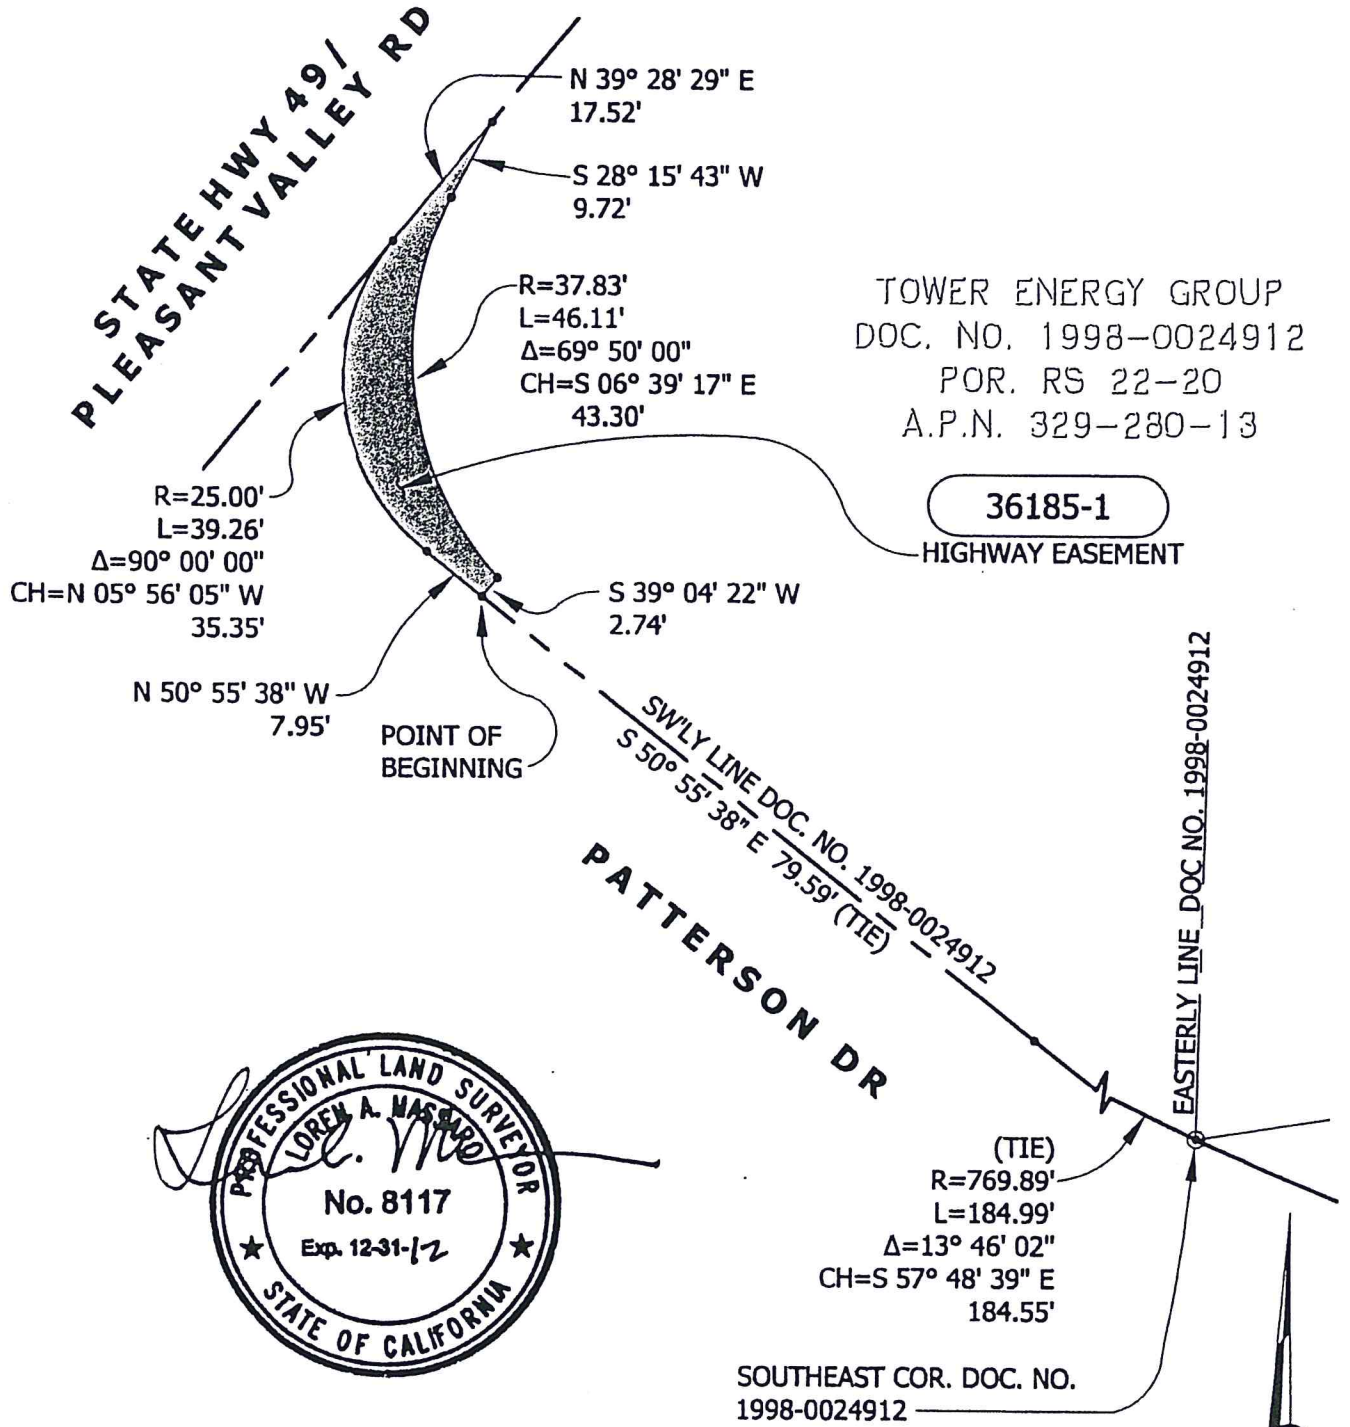 STATE HWY 49/
PLEASANT VALLEY RD
N 39° 28' 29" E
17.52'
S 28° 15' 43" W
9.72'
R=37.83'
L=46.11'
Δ=69° 50' 00"
CH=S 06° 39' 17" E
43.30'
TOWER ENERGY GROUP
DOC. NO. 1998-0024912
POR. RS 22-20
A.P.N. 329-280-13
36185-1
HIGHWAY EASEMENT
R=25.00'
L=39.26'
Δ=90° 00' 00"
CH=N 05° 56' 05" W
35.35'
S 39° 04' 22" W
2.74'
N 50° 55' 38" W
7.95'
POINT OF
BEGINNING
SW'LY LINE DOC. NO. 1998-0024912
S 50° 55' 38" E 79.59' (TIE)
EASTERLY LINE DOC NO. 1998-0024912
PATTERSON DR
PROFESSIONAL LAND SURVEYOR
LOREN A. MASSARO
No. 8117
Exp. 12-31-12
STATE OF CALIFORNIA
(TIE)
R=769.89'
L=184.99'
Δ=13° 46' 02"
CH=S 57° 48' 39" E
184.55'
SOUTHEAST COR. DOC. NO.
1998-0024912